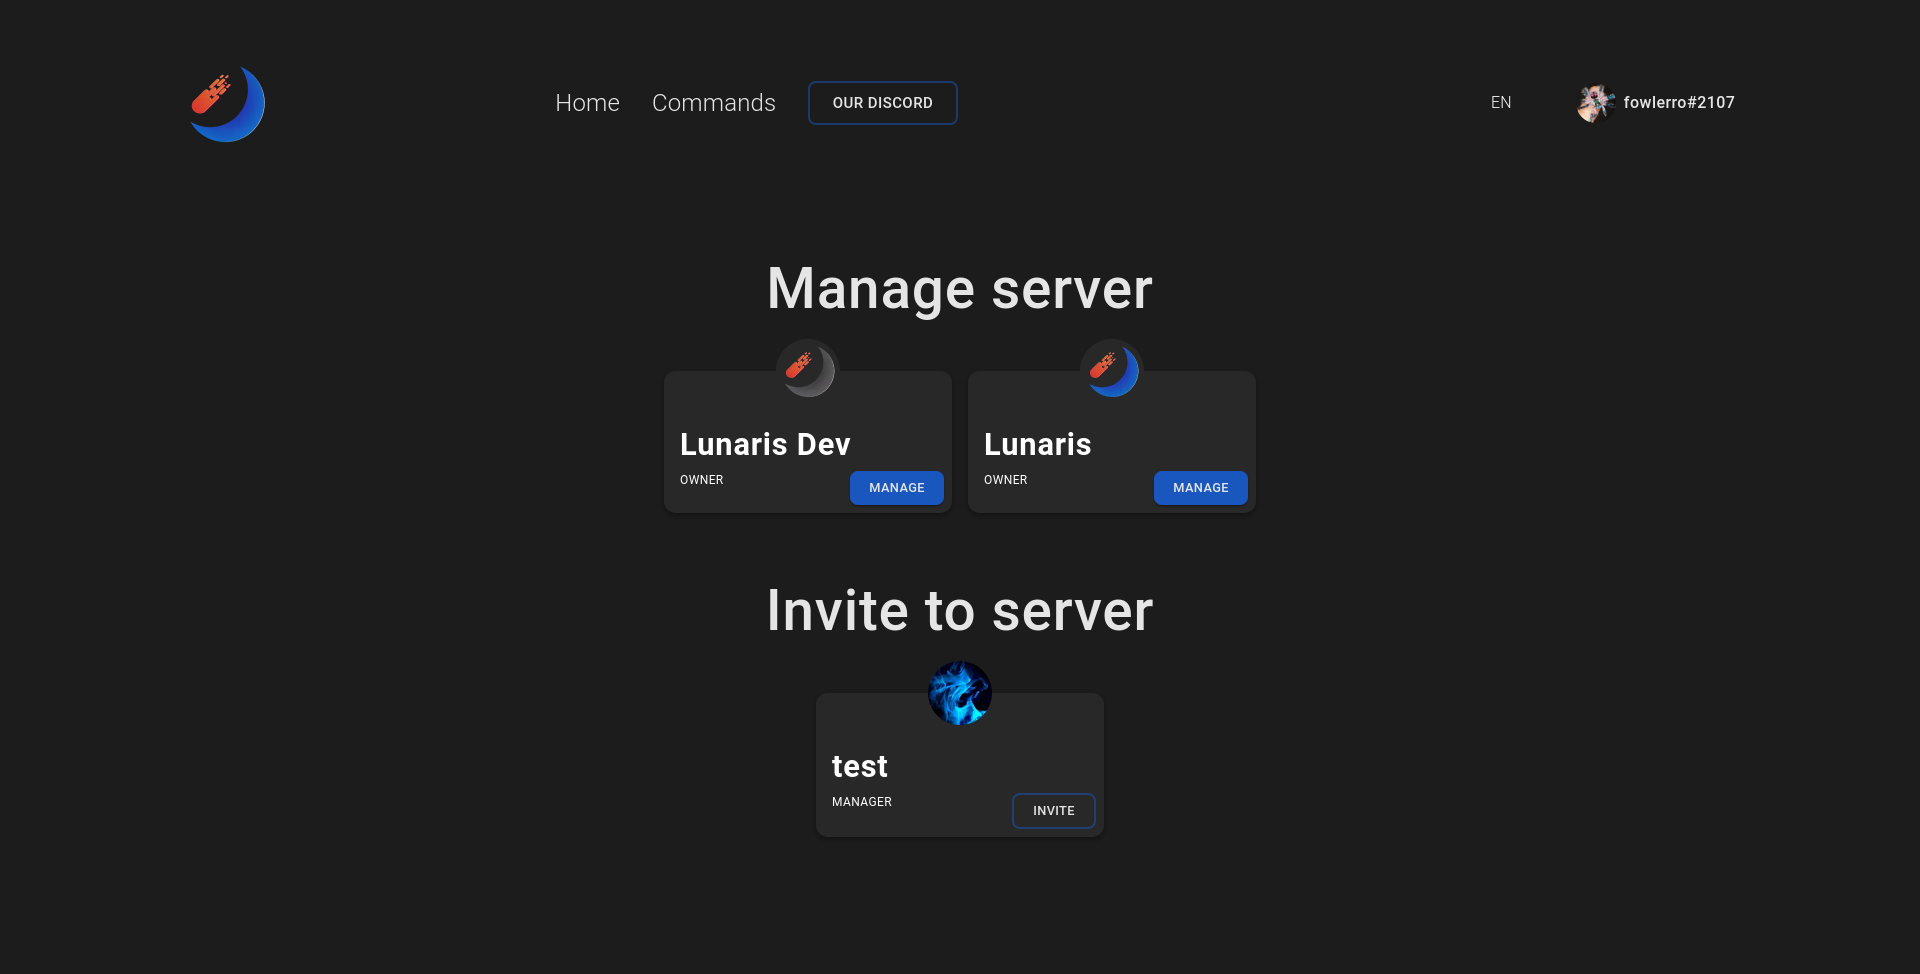 Home
Commands
OUR DISCORD
EN
fowlerro#2107
Manage server
Lunaris Dev
OWNER
MANAGE
Lunaris
OWNER
MANAGE
Invite to server
test
MANAGER
INVITE